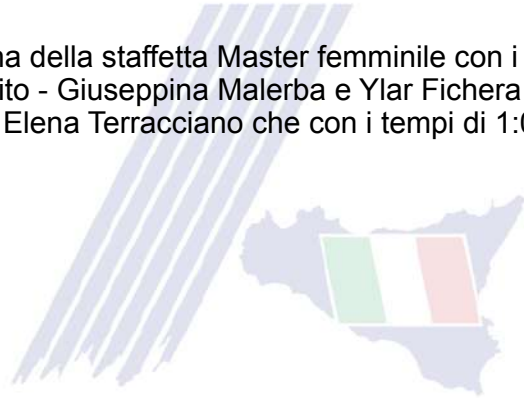 na della staffetta Master femminile con i
ito - Giuseppina Malerba e Ylar Fichera
Elena Terracciano che con i tempi di 1:0